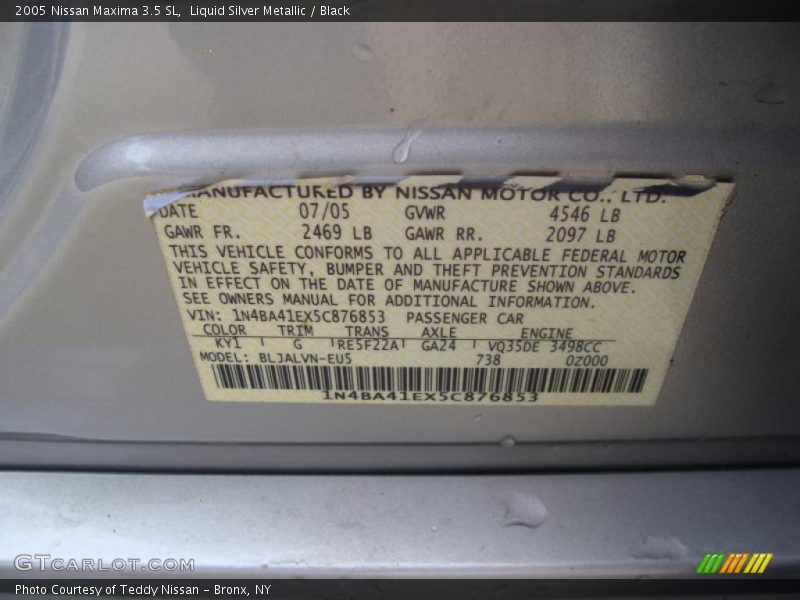 2005 Nissan Maxima 3.5 SL, Liquid Silver Metallic / Black
MANUFACTURED BY NISSAN MOTOR CO., LTD.
DATE 07/05 GVWR 4546 LB
GAWR FR. 2469 LB GAWR RR. 2097 LB
THIS VEHICLE CONFORMS TO ALL APPLICABLE FEDERAL MOTOR
VEHICLE SAFETY, BUMPER AND THEFT PREVENTION STANDARDS
IN EFFECT ON THE DATE OF MANUFACTURE SHOWN ABOVE.
SEE OWNERS MANUAL FOR ADDITIONAL INFORMATION.
VIN: 1N4BA41EX5C876853 PASSENGER CAR
COLOR TRIM TRANS AXLE ENGINE
KY1 G RE5F22A GA24 VQ35DE 3498CC
MODEL: BLJALVN-EU5 738 0Z000
1N4BA41EX5C876853
GTcarlot.com
Photo Courtesy of Teddy Nissan – Bronx, NY